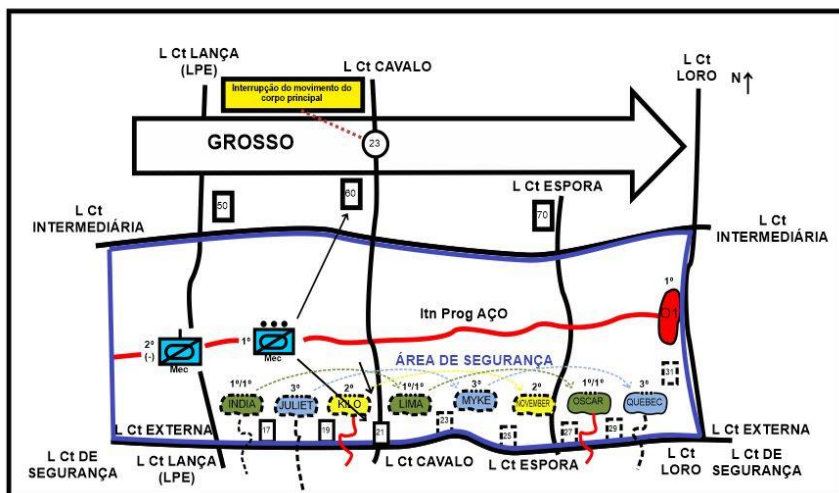 L Ct LANÇA
(LPE)
Interrupção do movimento do
corpo principal
L Ct CAVALO
L Ct
LORO
N
23
GROSSO
50
60
L Ct ESPORA
70
L Ct
INTERMEDIÁRIA
L Ct
INTERMEDIÁRIA
1º
O1
Itn Prog AÇO
2º
(-)
Mec
1º
Mec
ÁREA DE SEGURANÇA
31
1º/1º
3º
2º
1º/1º
3º
2º
1º/1º
3º
INDIA
JULIET
KILO
LIMA
MYKE
NOVEMBER
OSCAR
QUEBEC
L Ct EXTERNA
17
19
21
23
25
27
29
L Ct EXTERNA
L Ct DE
SEGURANÇA
L Ct LANÇA
(LPE)
L Ct CAVALO
L Ct ESPORA
L Ct
LORO
L Ct DE
SEGURANÇA